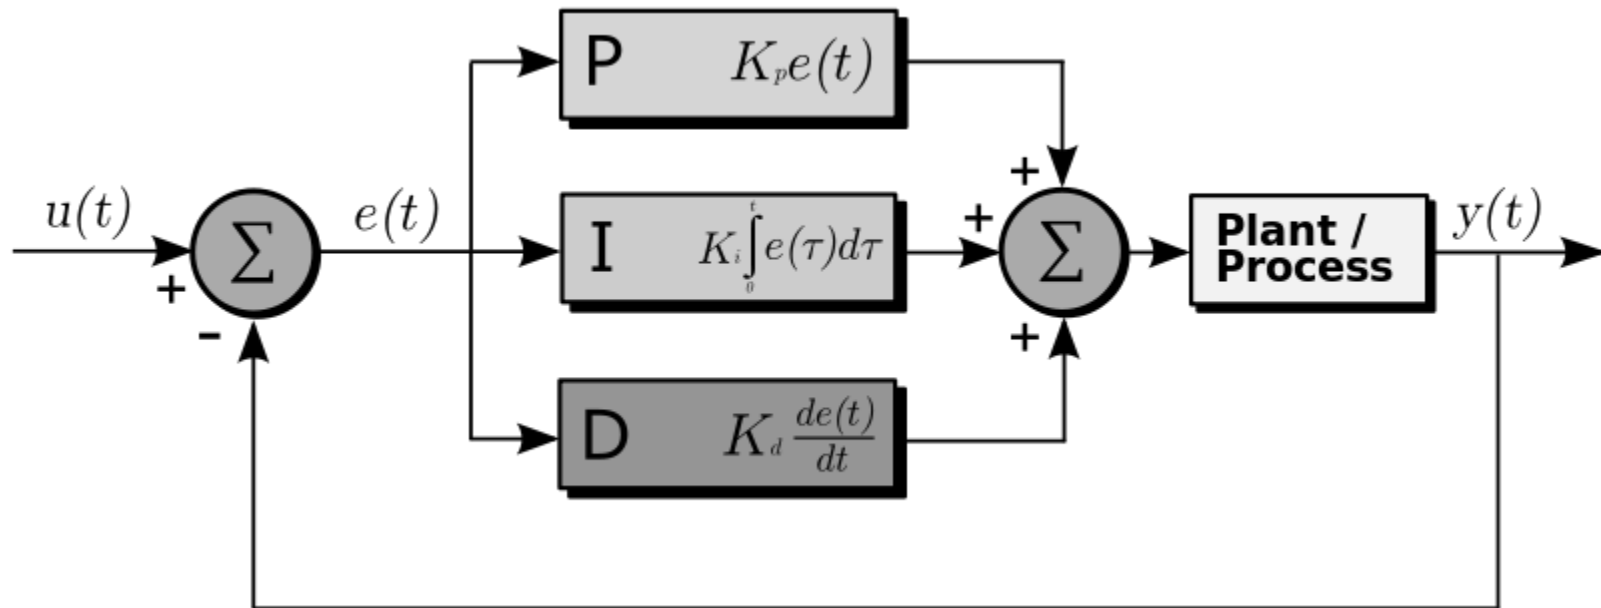 P K_p e(t)
u(t)
+
-
Σ
e(t)
I K_i ∫_0^t e(τ)dτ
D K_d de(t)/dt
+
+
+
Σ
Plant /
Process
y(t)